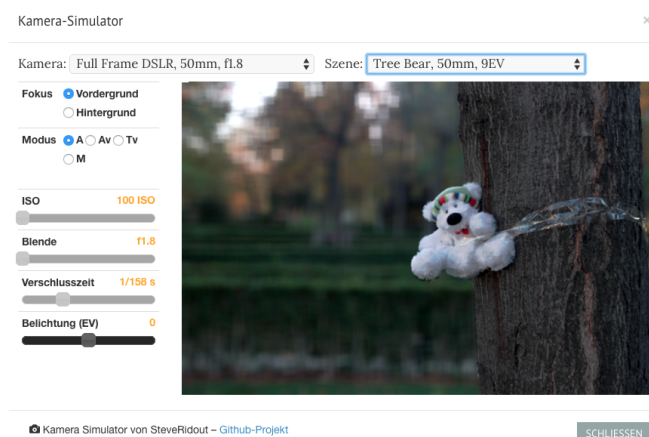 Kamera-Simulator ×
Kamera: Full Frame DSLR, 50mm, f1.8 Szene: Tree Bear, 50mm, 9EV
Fokus Vordergrund
Hintergrund
Modus A Av Tv
M
ISO 100 ISO
Blende f1.8
Verschlusszeit 1/158 s
Belichtung (EV) 0
Kamera Simulator von SteveRidout – Github-Projekt
SCHLIESSEN